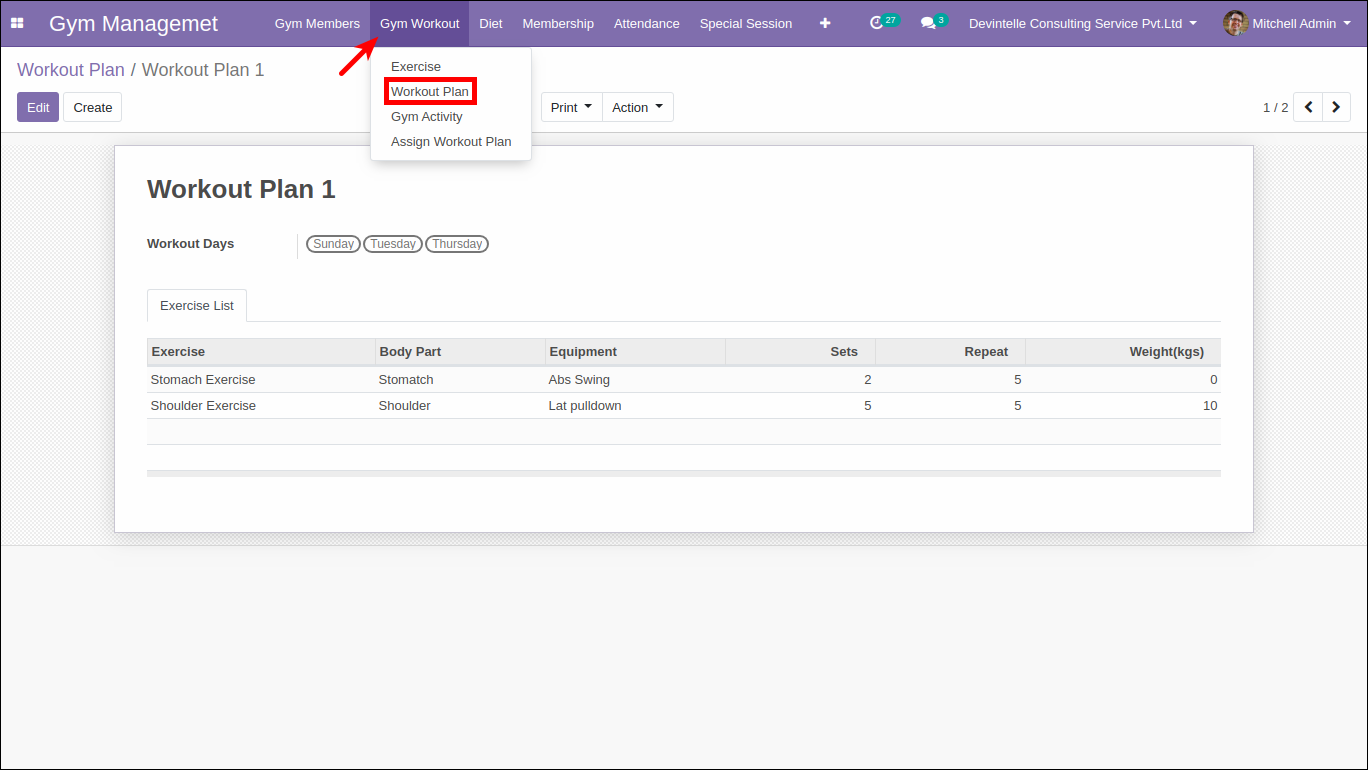 Gym Managemet Gym Members Gym Workout Diet Membership Attendance Special Session + 27 3 Devintelle Consulting Service Pvt.Ltd Mitchell Admin
Workout Plan / Workout Plan 1
Exercise
Workout Plan
Gym Activity
Assign Workout Plan
Edit Create Print Action 1 / 2
Workout Plan 1
Workout Days Sunday Tuesday Thursday
Exercise List
Exercise Body Part Equipment Sets Repeat Weight(kgs)
Stomach Exercise Stomatch Abs Swing 2 5 0
Shoulder Exercise Shoulder Lat pulldown 5 5 10